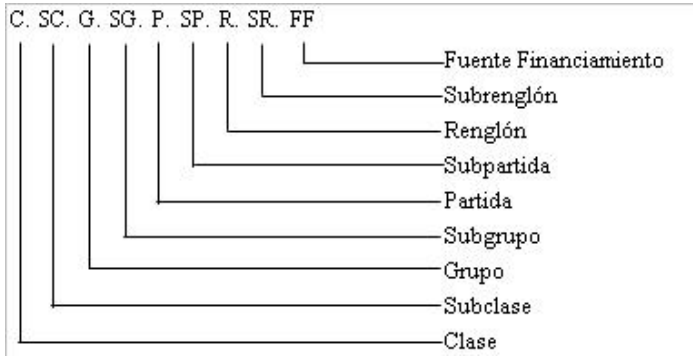 C. SC. G. SG. P. SP. R. SR. FF
Fuente Financiamiento
Subrenglón
Renglón
Subpartida
Partida
Subgrupo
Grupo
Subclase
Clase